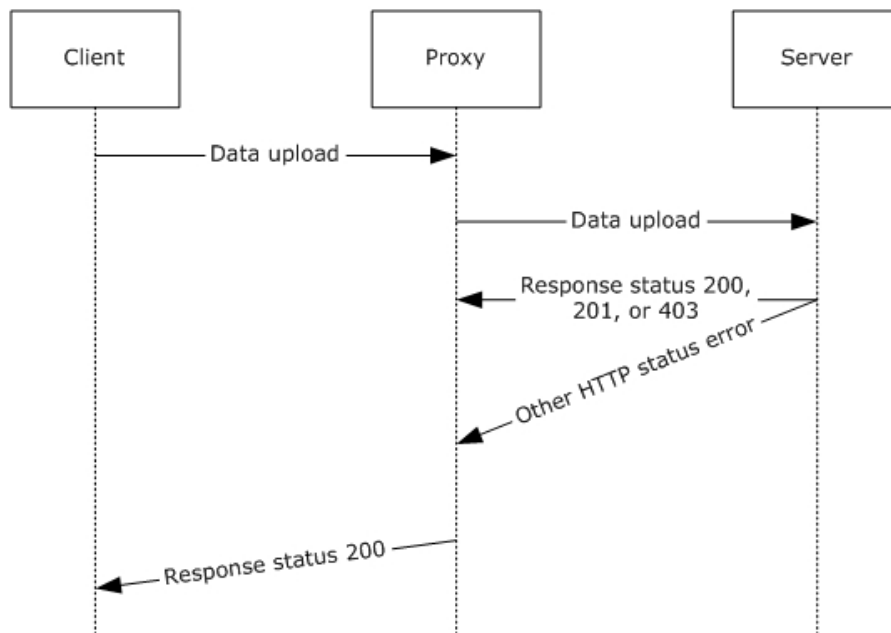 Client
Proxy
Server
Data upload
Data upload
Response status 200,
201, or 403
Other HTTP status error
Response status 200